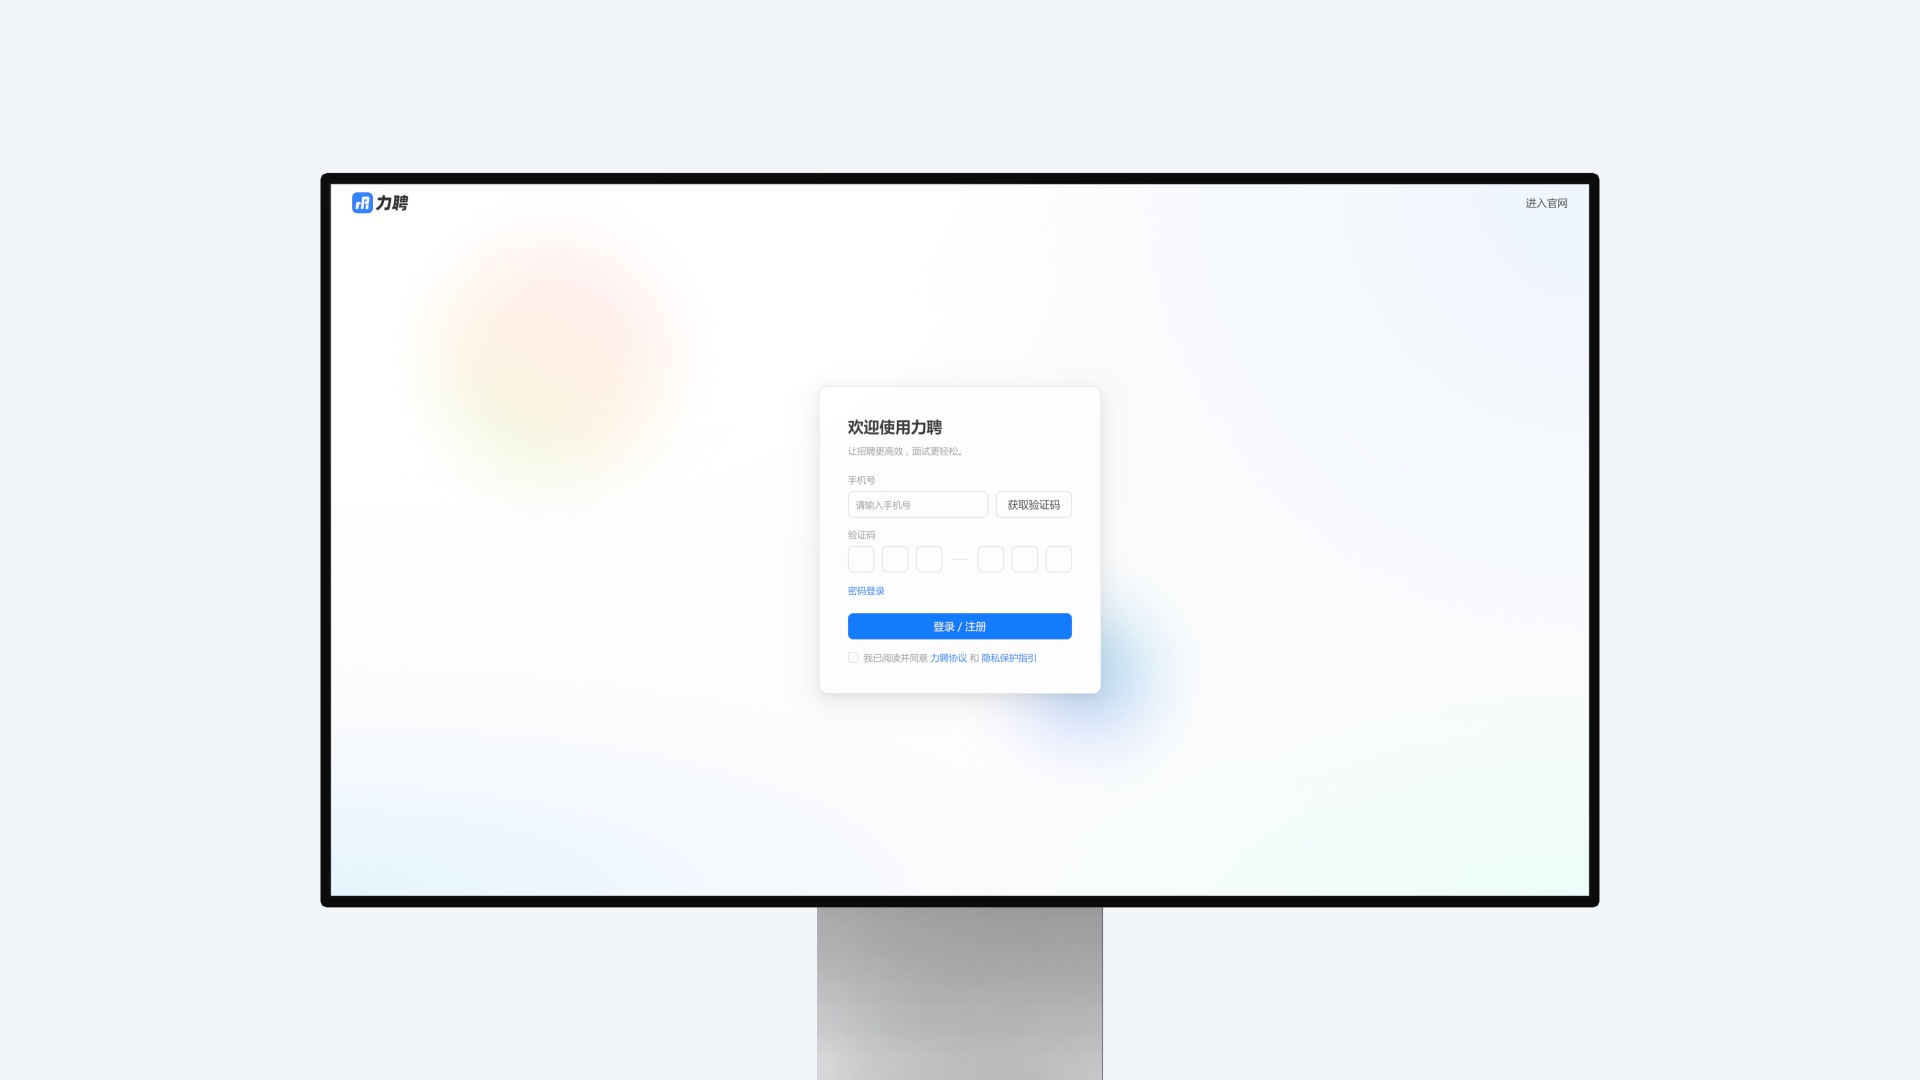 力聘
进入官网
欢迎使用力聘
让招聘更高效，面试更轻松。
手机号
请输入手机号 获取验证码
验证码
密码登录
登录 / 注册
我已阅读并同意 力聘协议 和 隐私保护指引